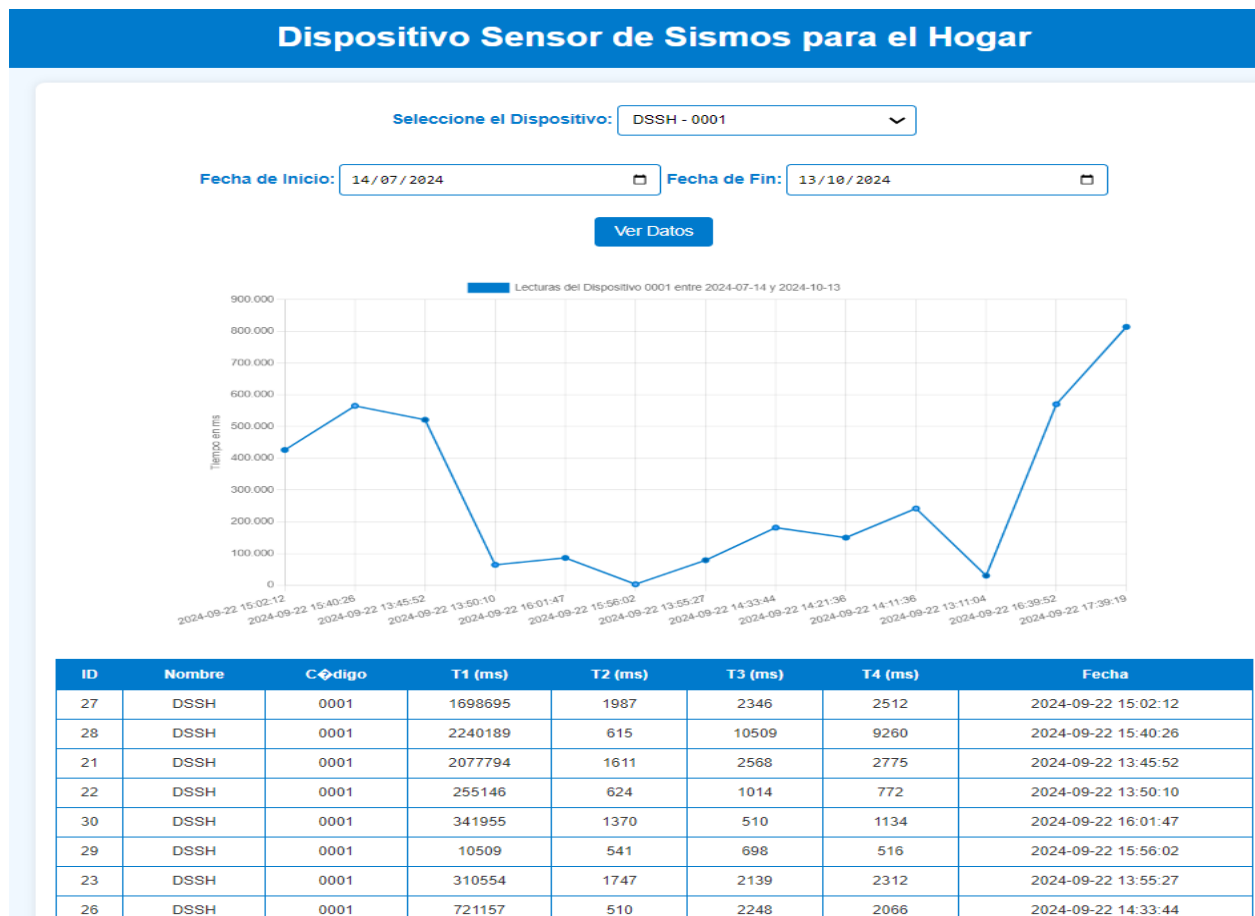 Dispositivo Sensor de Sismos para el Hogar
Seleccione el Dispositivo: DSSH - 0001
Fecha de Inicio: 14/07/2024 Fecha de Fin: 13/10/2024
Ver Datos
Lecturas del Dispositivo 0001 entre 2024-07-14 y 2024-10-13
900.000
800.000
700.000
600.000
500.000
400.000
300.000
200.000
100.000
0
Tiempo en ms
2024-09-22 15:02:12
2024-09-22 15:40:26
2024-09-22 13:45:52
2024-09-22 13:50:10
2024-09-22 16:01:47
2024-09-22 15:56:02
2024-09-22 13:55:27
2024-09-22 14:33:44
2024-09-22 14:21:36
2024-09-22 14:11:36
2024-09-22 13:11:04
2024-09-22 16:39:52
2024-09-22 17:39:19
ID Nombre C�digo T1 (ms) T2 (ms) T3 (ms) T4 (ms) Fecha
27 DSSH 0001 1698695 1987 2346 2512 2024-09-22 15:02:12
28 DSSH 0001 2240189 615 10509 9260 2024-09-22 15:40:26
21 DSSH 0001 2077794 1611 2568 2775 2024-09-22 13:45:52
22 DSSH 0001 255146 624 1014 772 2024-09-22 13:50:10
30 DSSH 0001 341955 1370 510 1134 2024-09-22 16:01:47
29 DSSH 0001 10509 541 698 516 2024-09-22 15:56:02
23 DSSH 0001 310554 1747 2139 2312 2024-09-22 13:55:27
26 DSSH 0001 721157 510 2248 2066 2024-09-22 14:33:44